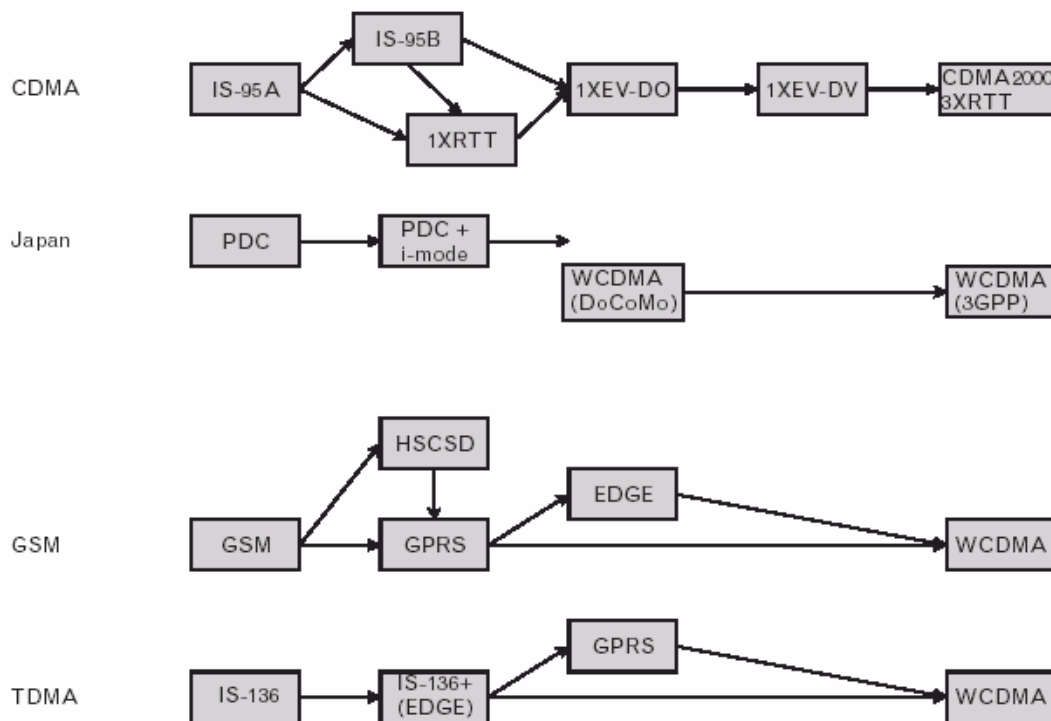 CDMA
IS-95A
IS-95B
1XRTT
1XEV-DO
1XEV-DV
CDMA2000
3XRTT
Japan
PDC
PDC +
i-mode
WCDMA
(DoCoMo)
WCDMA
(3GPP)
GSM
GSM
HSCSD
GPRS
EDGE
WCDMA
TDMA
IS-136
IS-136+
(EDGE)
GPRS
WCDMA